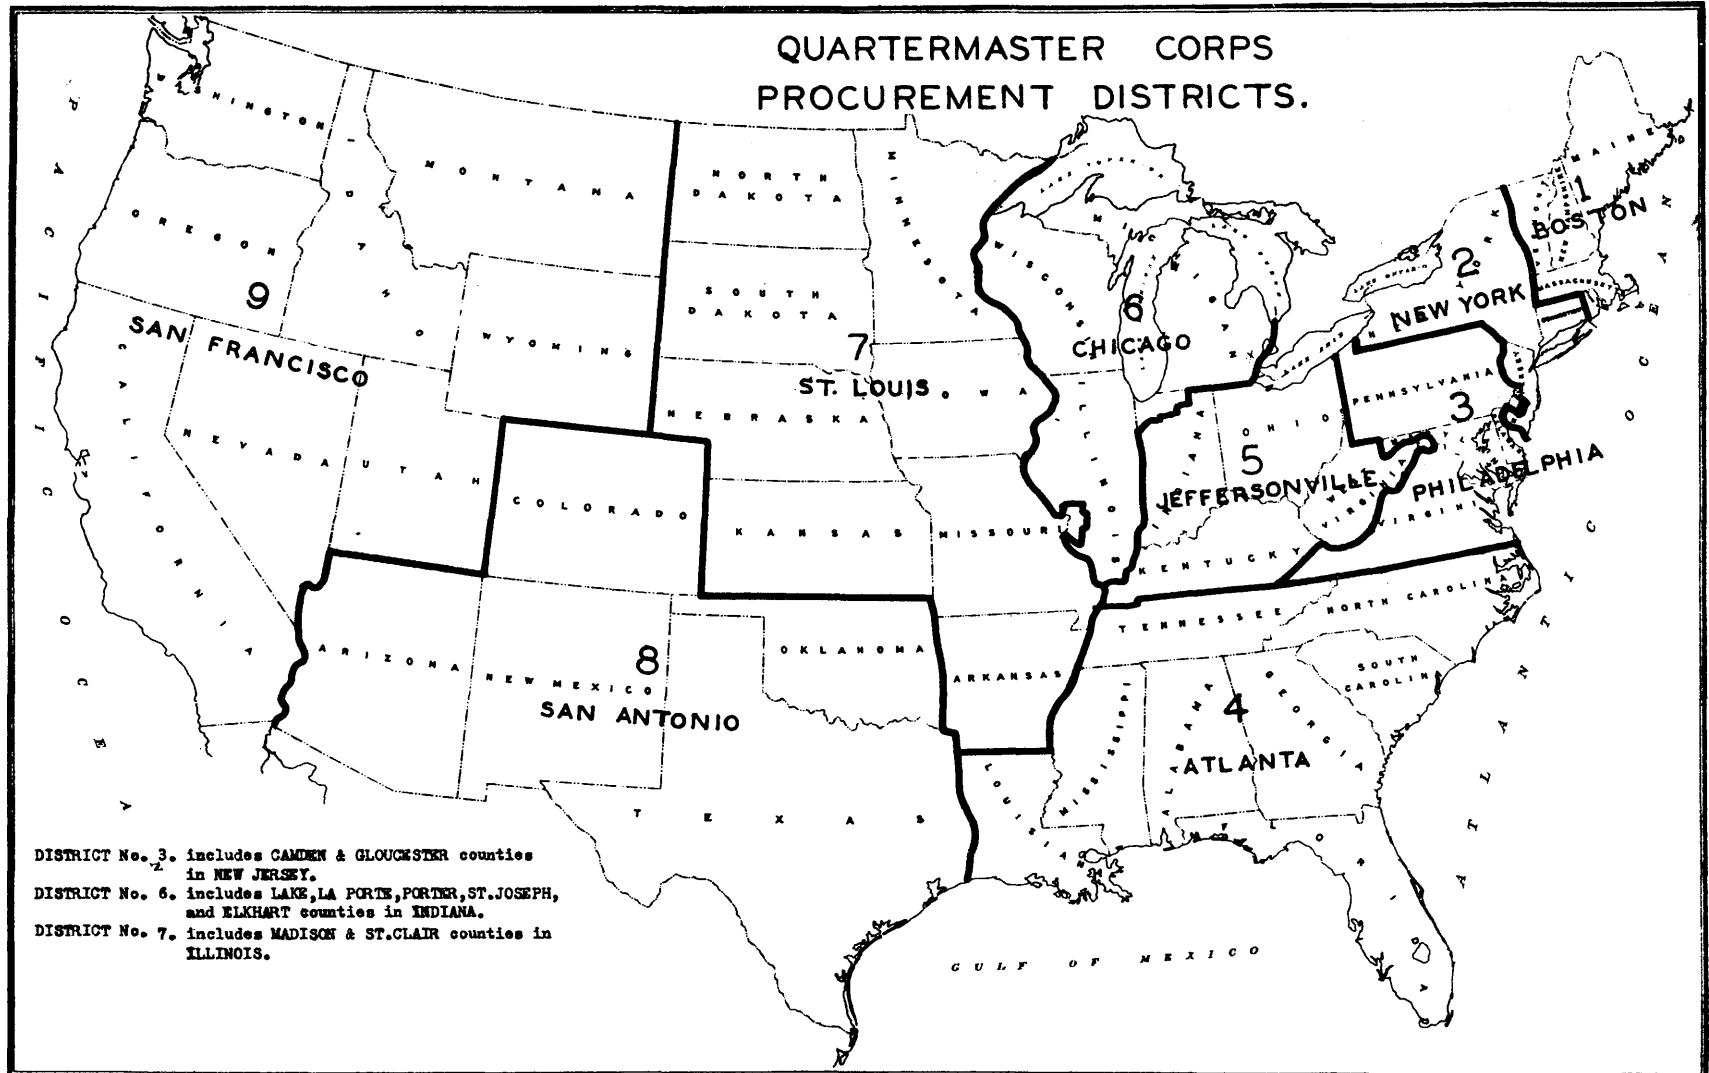 QUARTERMASTER CORPS
PROCUREMENT DISTRICTS.
WASHINGTON
OREGON
IDAHO
MONTANA
WYOMING
NORTH
DAKOTA
SOUTH
DAKOTA
NEBRASKA
MINNESOTA
WISCONSIN
LAKE SUPERIOR
MAINE
1
BOSTON
MASSACHUSETTS
2
NEW YORK
LAKE ONTARIO
PENNSYLVANIA
3
PHILADELPHIA
6
CHICAGO
7
ST. LOUIS
IOWA
ILLINOIS
INDIANA
OHIO
5
JEFFERSONVILLE
KENTUCKY
VIRGINIA
9
SAN FRANCISCO
CALIFORNIA
NEVADA
UTAH
COLORADO
KANSAS
MISSOURI
ARIZONA
NEW MEXICO
8
SAN ANTONIO
OKLAHOMA
ARKANSAS
TENNESSEE
NORTH CAROLINA
SOUTH
CAROLINA
MISSISSIPPI
ALABAMA
GEORGIA
4
ATLANTA
LOUISIANA
TEXAS
FLORIDA
PACIFIC OCEAN
ATLANTIC OCEAN
GULF OF MEXICO
DISTRICT No. 3. includes CAMDEN & GLOUCESTER counties
in NEW JERSEY.
DISTRICT No. 6. includes LAKE, LA PORTE, PORTER, ST.JOSEPH,
and ELKHART counties in INDIANA.
DISTRICT No. 7. includes MADISON & ST.CLAIR counties in
ILLINOIS.